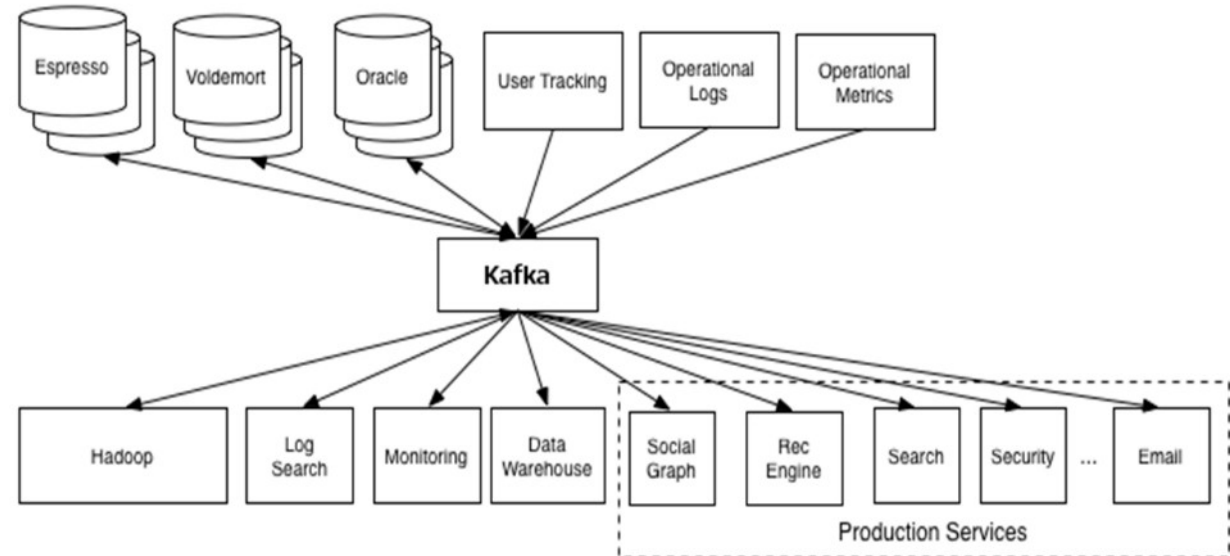 Espresso
Voldemort
Oracle
User Tracking
Operational
Logs
Operational
Metrics
Kafka
Hadoop
Log
Search
Monitoring
Data
Warehouse
Social
Graph
Rec
Engine
Search
Security
...
Email
Production Services